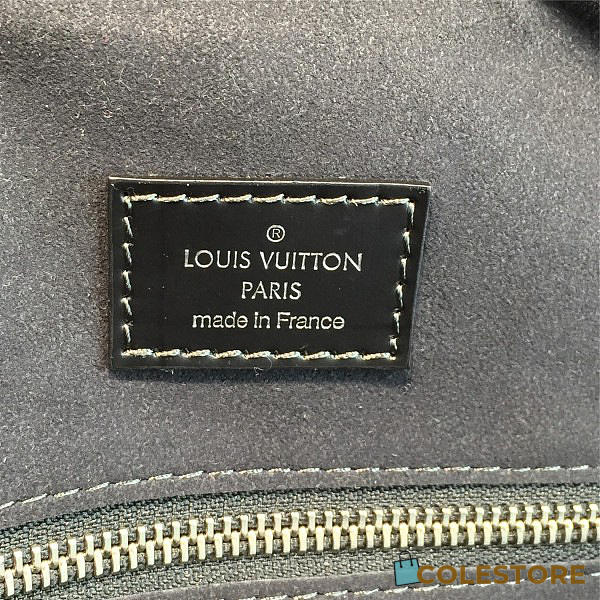 ®
LOUIS VUITTON
PARIS
made in France
COLESTORE